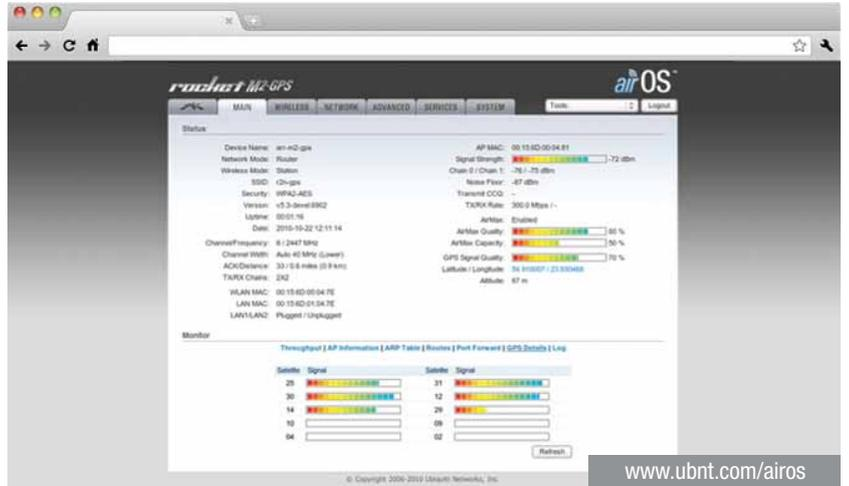 rocket M2-GPS
airOS™
MAIN WIRELESS NETWORK ADVANCED SERVICES SYSTEM Tools: Logout
Status
Device Name: arr-m2-gps
Network Mode: Router
Wireless Mode: Station
SSID: r2n-gps
Security: WPA2-AES
Version: v5.3-devel.6902
Uptime: 00:01:16
Date: 2010-10-22 12:11:14
Channel/Frequency: 6 / 2447 MHz
Channel Width: Auto 40 MHz (Lower)
ACK/Distance: 33 / 0.6 miles (0.9 km)
TX/RX Chains: 2X2
WLAN MAC: 00:15:6D:00:04:7E
LAN MAC: 00:15:6D:01:04:7E
LAN1/LAN2: Plugged / Unplugged
AP MAC: 00:15:6D:00:04:81
Signal Strength: -72 dBm
Chain 0 / Chain 1: -76 / -75 dBm
Noise Floor: -87 dBm
Transmit CCQ: -
TX/RX Rate: 300.0 Mbps / -
AirMax: Enabled
AirMax Quality: 80 %
AirMax Capacity: 50 %
GPS Signal Quality: 70 %
Latitude / Longitude:
Altitude: 67 m
Monitor
Throughput | AP Information | ARP Table | Routes | Port Forward | GPS Details | Log
Satellite Signal Satellite Signal
25 31
30 12
14 29
10 09
04 02
Refresh
© Copyright 2006-2010 Ubiquiti Networks, Inc.
www.ubnt.com/airos